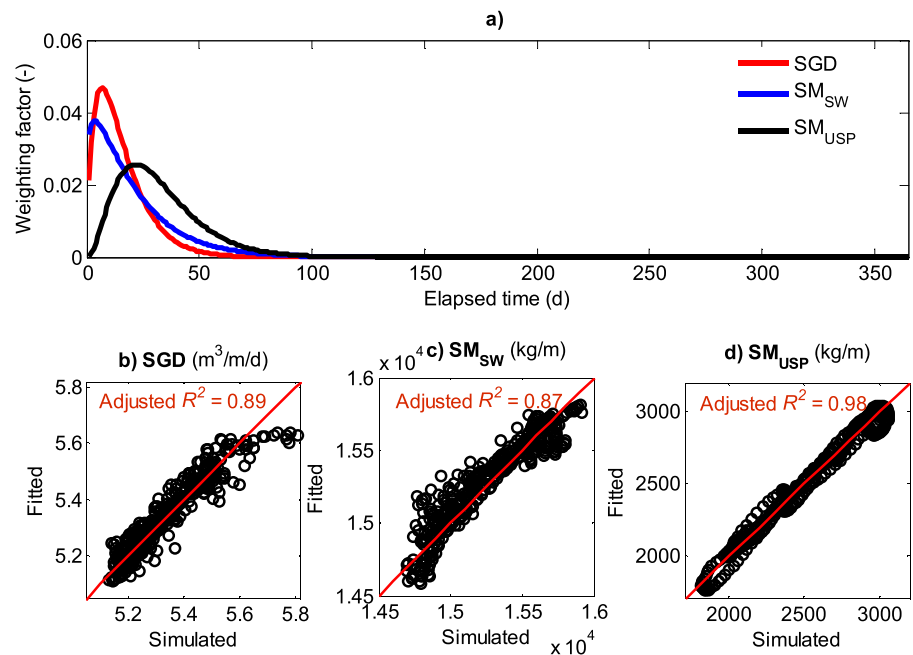 a)
0.06
0.04
0.02
0
Weighting factor (-)
SGD
SM_SW
SM_USP
0 50 100 150 200 250 300 350
Elapsed time (d)
b) SGD (m³/m/d)
5.8
5.6
5.4
5.2
Fitted
Adjusted R² = 0.89
5.2 5.4 5.6 5.8
Simulated
x 10⁴ c) SM_SW (kg/m)
1.6
1.55
1.5
1.45
Fitted
Adjusted R² = 0.87
1.45 1.5 1.55 1.6
Simulated
x 10⁴
d) SM_USP (kg/m)
3000
2500
2000
Fitted
Adjusted R² = 0.98
2000 2500 3000
Simulated